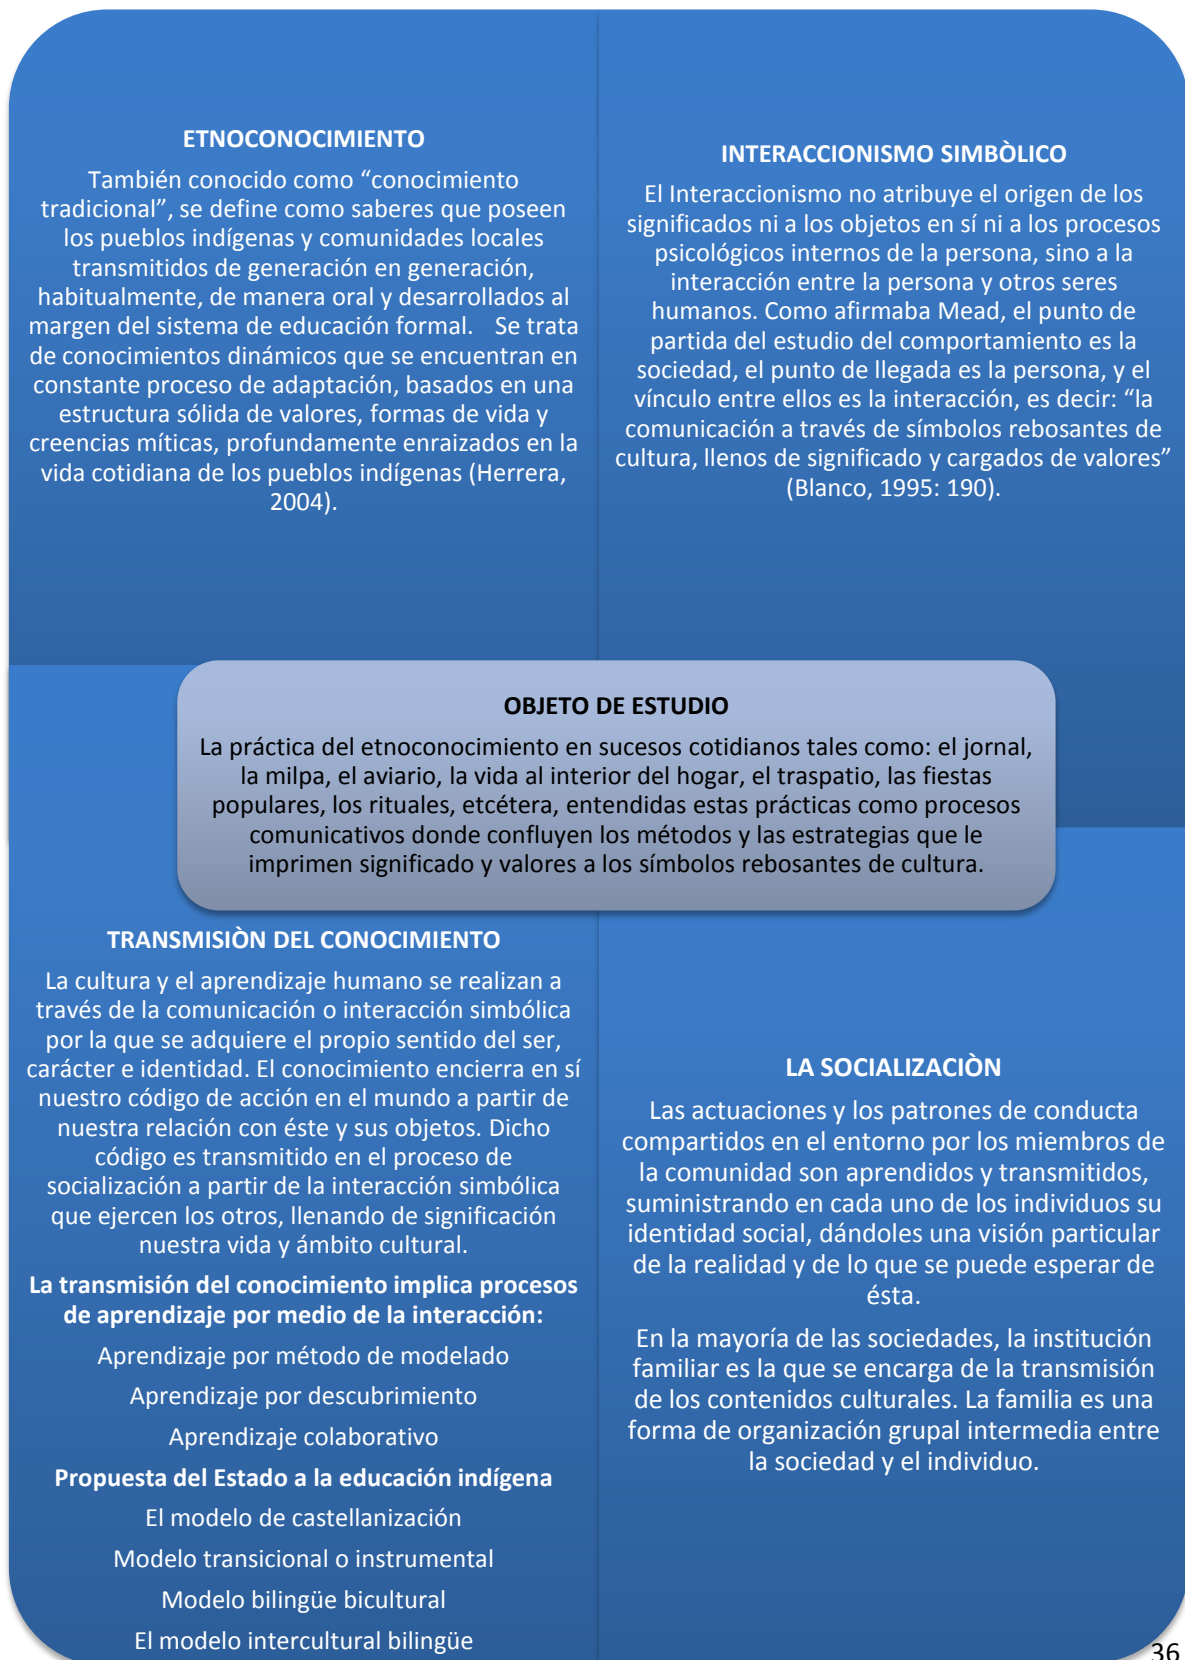 ETNOCONOCIMIENTO
También conocido como “conocimiento
tradicional”, se define como saberes que poseen
los pueblos indígenas y comunidades locales
transmitidos de generación en generación,
habitualmente, de manera oral y desarrollados al
margen del sistema de educación formal.   Se trata
de conocimientos dinámicos que se encuentran en
constante proceso de adaptación, basados en una
estructura sólida de valores, formas de vida y
creencias míticas, profundamente enraizados en la
vida cotidiana de los pueblos indígenas (Herrera,
2004).
INTERACCIONISMO SIMBÒLICO
El Interaccionismo no atribuye el origen de los
significados ni a los objetos en sí ni a los procesos
psicológicos internos de la persona, sino a la
interacción entre la persona y otros seres
humanos. Como afirmaba Mead, el punto de
partida del estudio del comportamiento es la
sociedad, el punto de llegada es la persona, y el
vínculo entre ellos es la interacción, es decir: “la
comunicación a través de símbolos rebosantes de
cultura, llenos de significado y cargados de valores”
(Blanco, 1995: 190).
OBJETO DE ESTUDIO
La práctica del etnoconocimiento en sucesos cotidianos tales como: el jornal,
la milpa, el aviario, la vida al interior del hogar, el traspatio, las fiestas
populares, los rituales, etcétera, entendidas estas prácticas como procesos
comunicativos donde confluyen los métodos y las estrategias que le
imprimen significado y valores a los símbolos rebosantes de cultura.
TRANSMISIÒN DEL CONOCIMIENTO
La cultura y el aprendizaje humano se realizan a
través de la comunicación o interacción simbólica
por la que se adquiere el propio sentido del ser,
carácter e identidad. El conocimiento encierra en sí
nuestro código de acción en el mundo a partir de
nuestra relación con éste y sus objetos. Dicho
código es transmitido en el proceso de
socialización a partir de la interacción simbólica
que ejercen los otros, llenando de significación
nuestra vida y ámbito cultural.
La transmisión del conocimiento implica procesos
de aprendizaje por medio de la interacción:
Aprendizaje por método de modelado
Aprendizaje por descubrimiento
Aprendizaje colaborativo
Propuesta del Estado a la educación indígena
El modelo de castellanización
Modelo transicional o instrumental
Modelo bilingüe bicultural
El modelo intercultural bilingüe
LA SOCIALIZACIÒN
Las actuaciones y los patrones de conducta
compartidos en el entorno por los miembros de
la comunidad son aprendidos y transmitidos,
suministrando en cada uno de los individuos su
identidad social, dándoles una visión particular
de la realidad y de lo que se puede esperar de
ésta.
En la mayoría de las sociedades, la institución
familiar es la que se encarga de la transmisión
de los contenidos culturales. La familia es una
forma de organización grupal intermedia entre
la sociedad y el individuo.
36